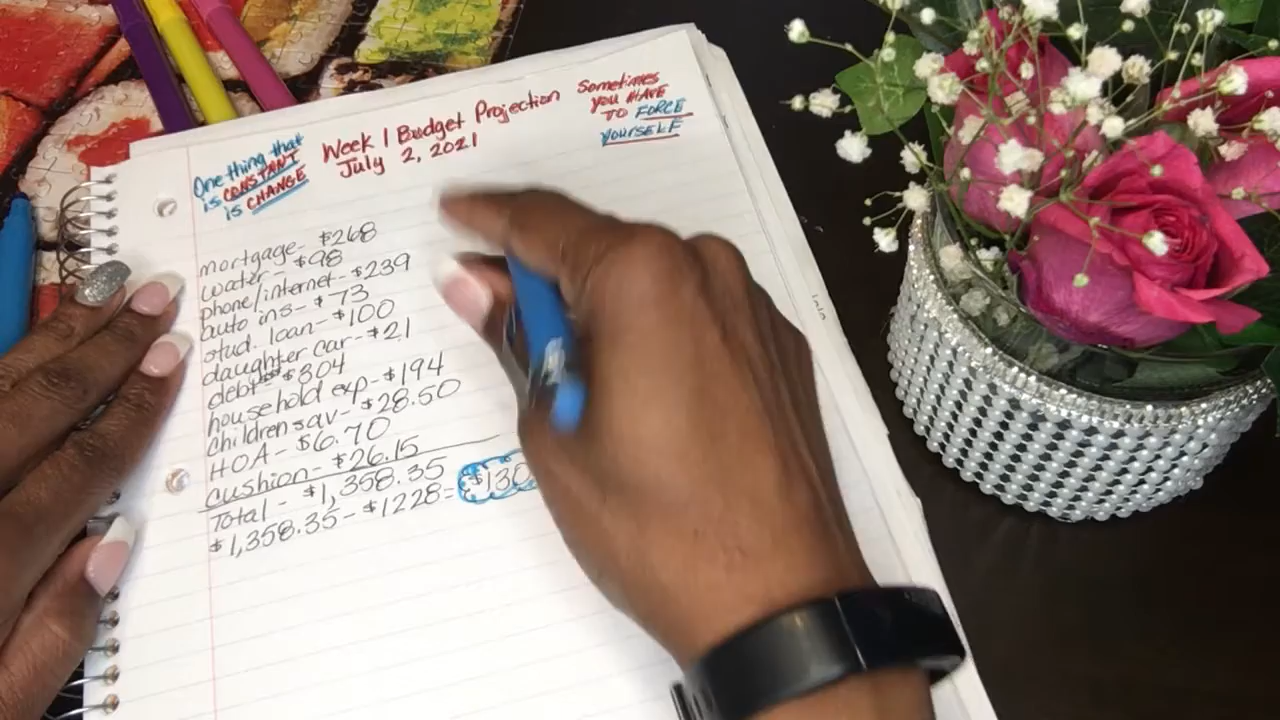 One thing that
is CONSTANT
is CHANGE
Week 1 Budget Projection
July 2, 2021
Sometimes
you HAVE
TO FORCE
YOURSELF
mortgage- $268
water- $98
phone/internet- $239
auto ins- $73
stud. loan- $100
daughter car- $21
debt $304
household exp- $194
children sav- $28.50
HOA- $6.70
cushion- $26.15
Total- $1,358.35
$1,358.35- $1228= $130